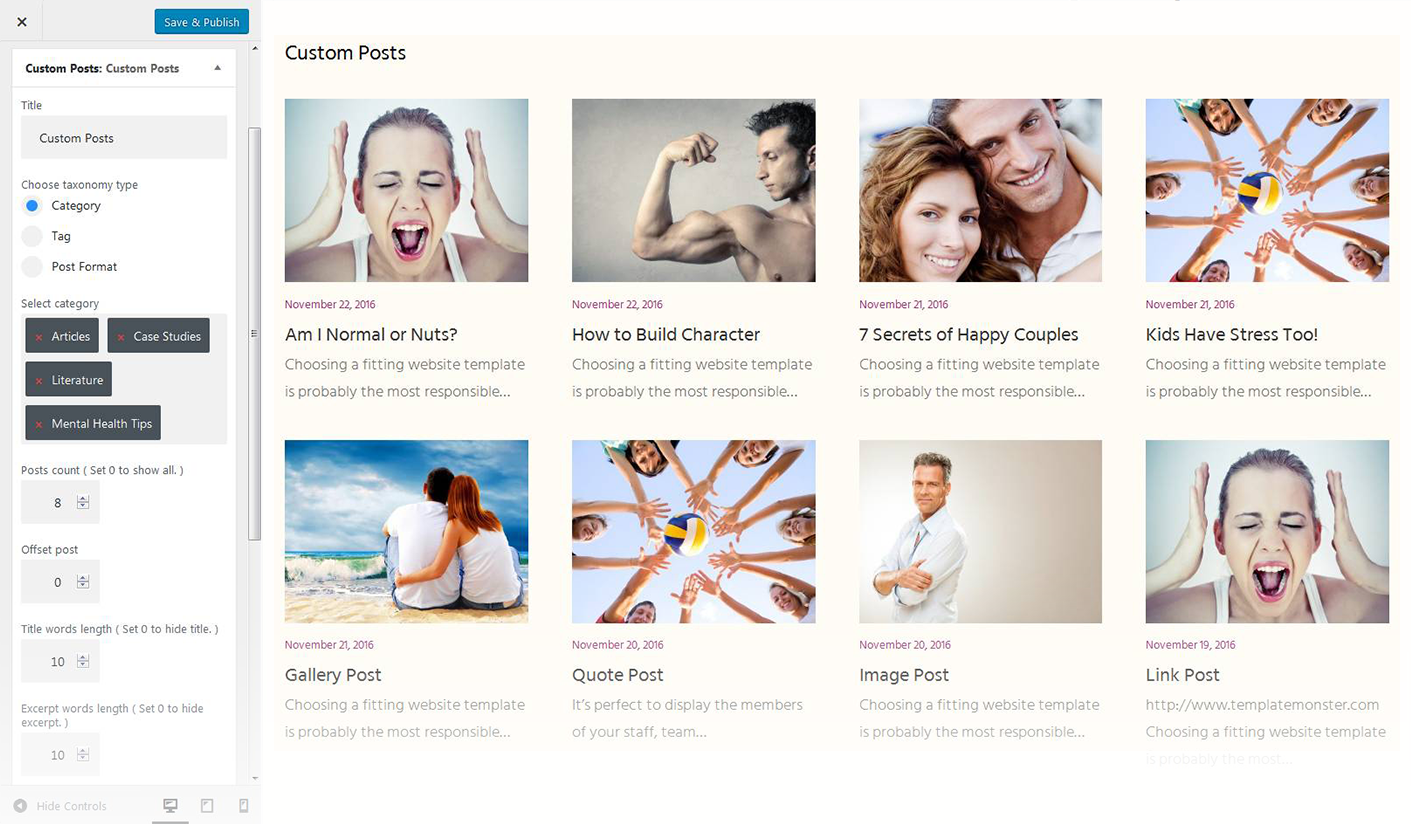 Save & Publish
Custom Posts: Custom Posts
Title
Custom Posts
Choose taxonomy type
Category
Tag
Post Format
Select category
× Articles × Case Studies
× Literature
× Mental Health Tips
Posts count ( Set 0 to show all. )
8
Offset post
0
Title words length ( Set 0 to hide title. )
10
Excerpt words length ( Set 0 to hide
excerpt. )
10
Hide Controls
Custom Posts
November 22, 2016
Am I Normal or Nuts?
Choosing a fitting website template
is probably the most responsible...
November 22, 2016
How to Build Character
Choosing a fitting website template
is probably the most responsible...
November 21, 2016
7 Secrets of Happy Couples
Choosing a fitting website template
is probably the most responsible...
November 21, 2016
Kids Have Stress Too!
Choosing a fitting website template
is probably the most responsible...
November 21, 2016
Gallery Post
Choosing a fitting website template
is probably the most responsible...
November 20, 2016
Quote Post
It's perfect to display the members
of your staff, team...
November 20, 2016
Image Post
Choosing a fitting website template
is probably the most responsible...
November 19, 2016
Link Post
http://www.templatemonster.com
Choosing a fitting website template
is probably the most...